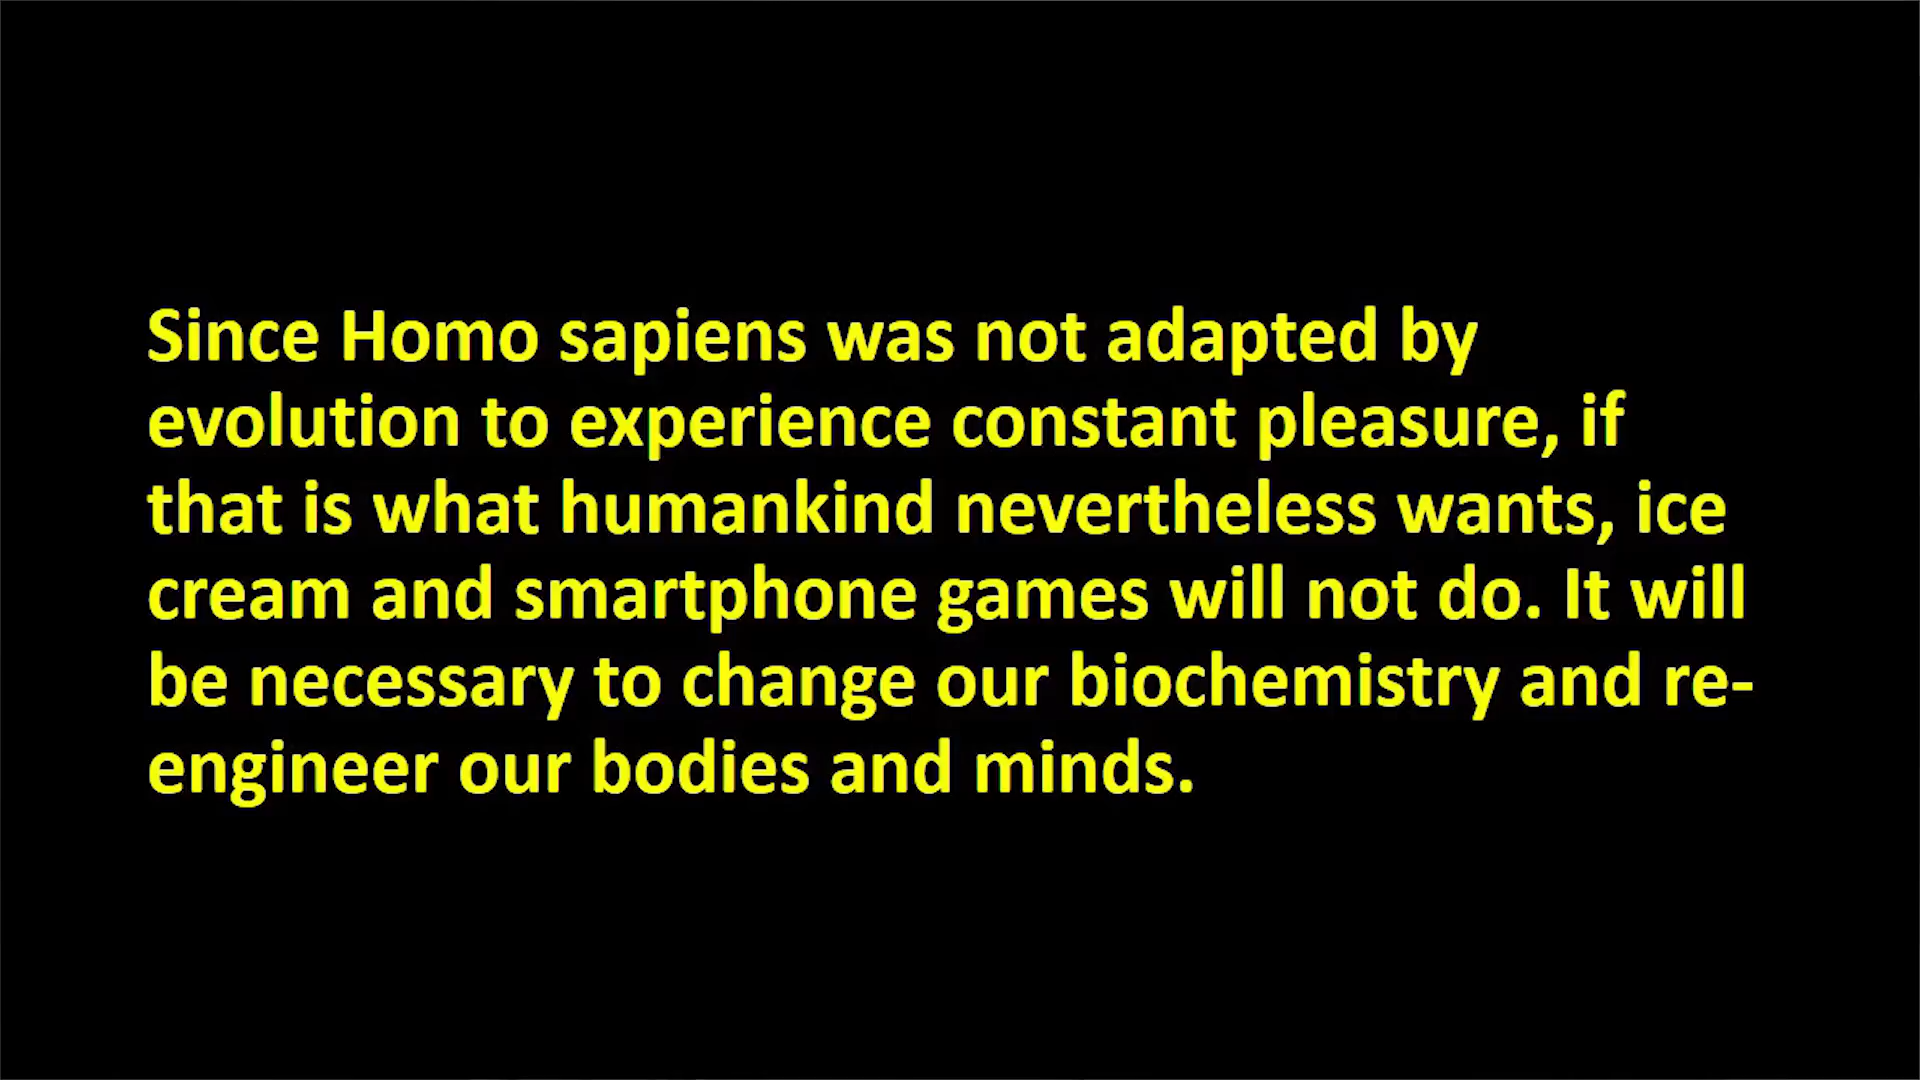 Since Homo sapiens was not adapted by
evolution to experience constant pleasure, if
that is what humankind nevertheless wants, ice
cream and smartphone games will not do. It will
be necessary to change our biochemistry and re-
engineer our bodies and minds.